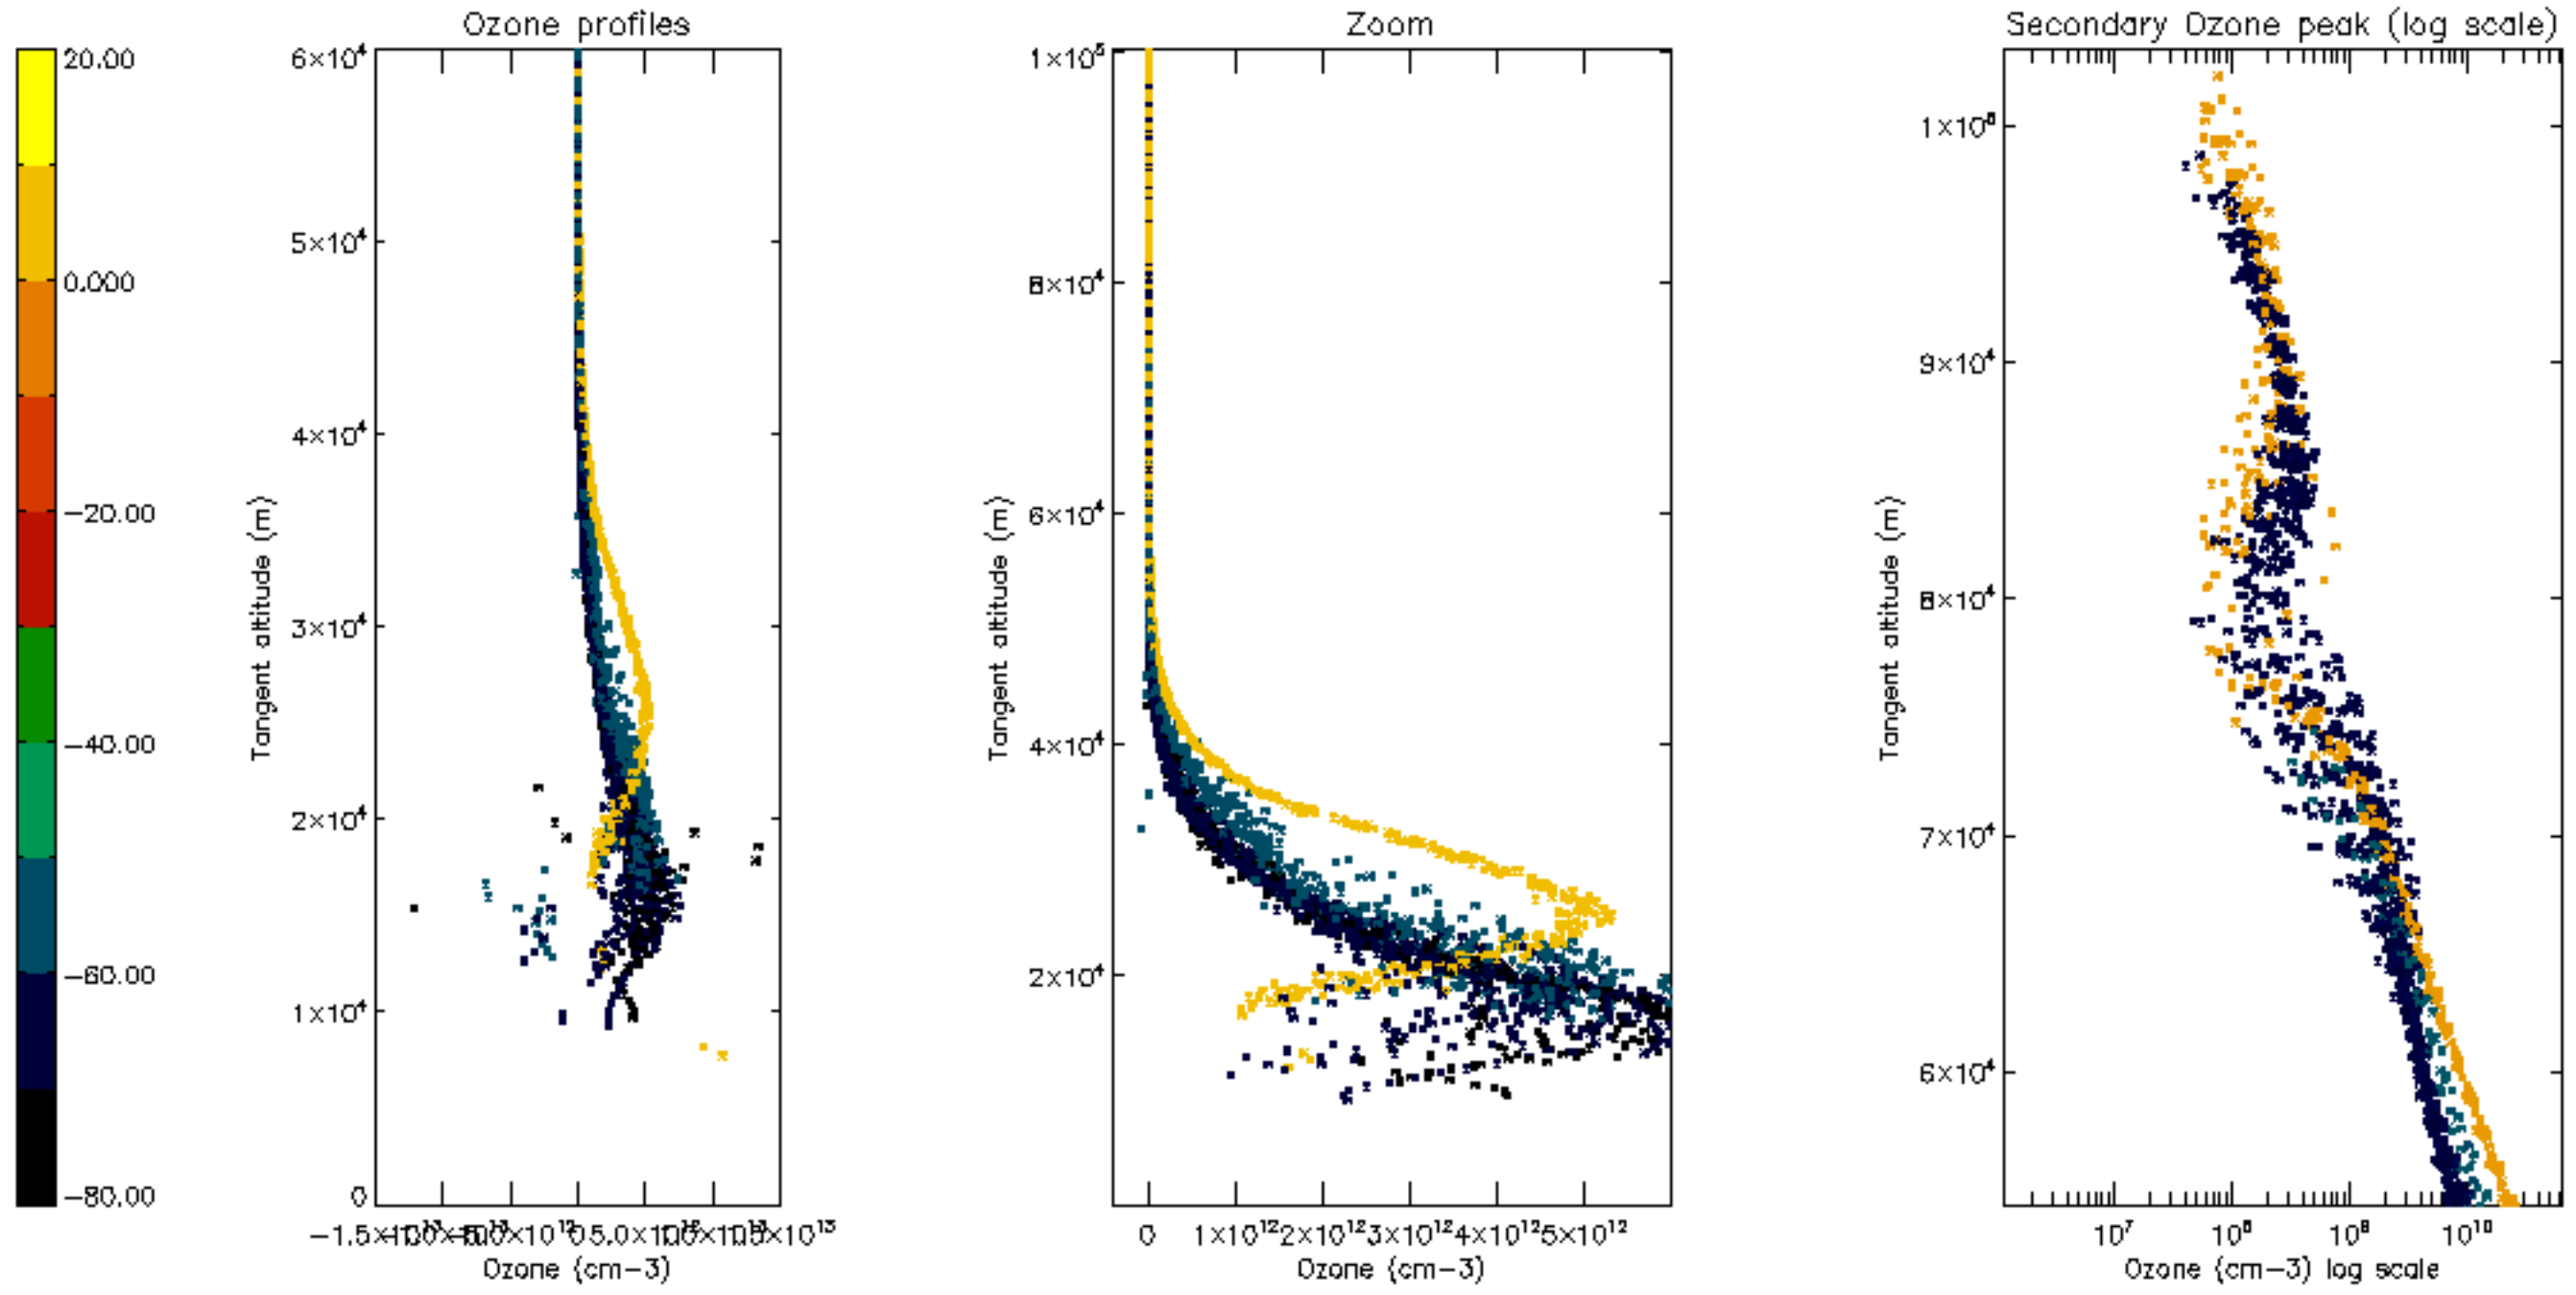 Ozone profiles
Zoom
Secondary Ozone peak (log scale)
20.00
0.000
−20.00
−40.00
−60.00
−80.00
Tangent altitude (m)
6×10⁴
5×10⁴
4×10⁴
3×10⁴
2×10⁴
1×10⁴
0
Ozone (cm−3)
Tangent altitude (m)
1×10⁵
8×10⁴
6×10⁴
4×10⁴
2×10⁴
0 1×10¹² 2×10¹² 3×10¹² 4×10¹² 5×10¹²
Ozone (cm−3)
Tangent altitude (m)
1×10⁵
9×10⁴
8×10⁴
7×10⁴
6×10⁴
10⁷ 10⁸ 10⁹ 10¹⁰
Ozone (cm−3) log scale